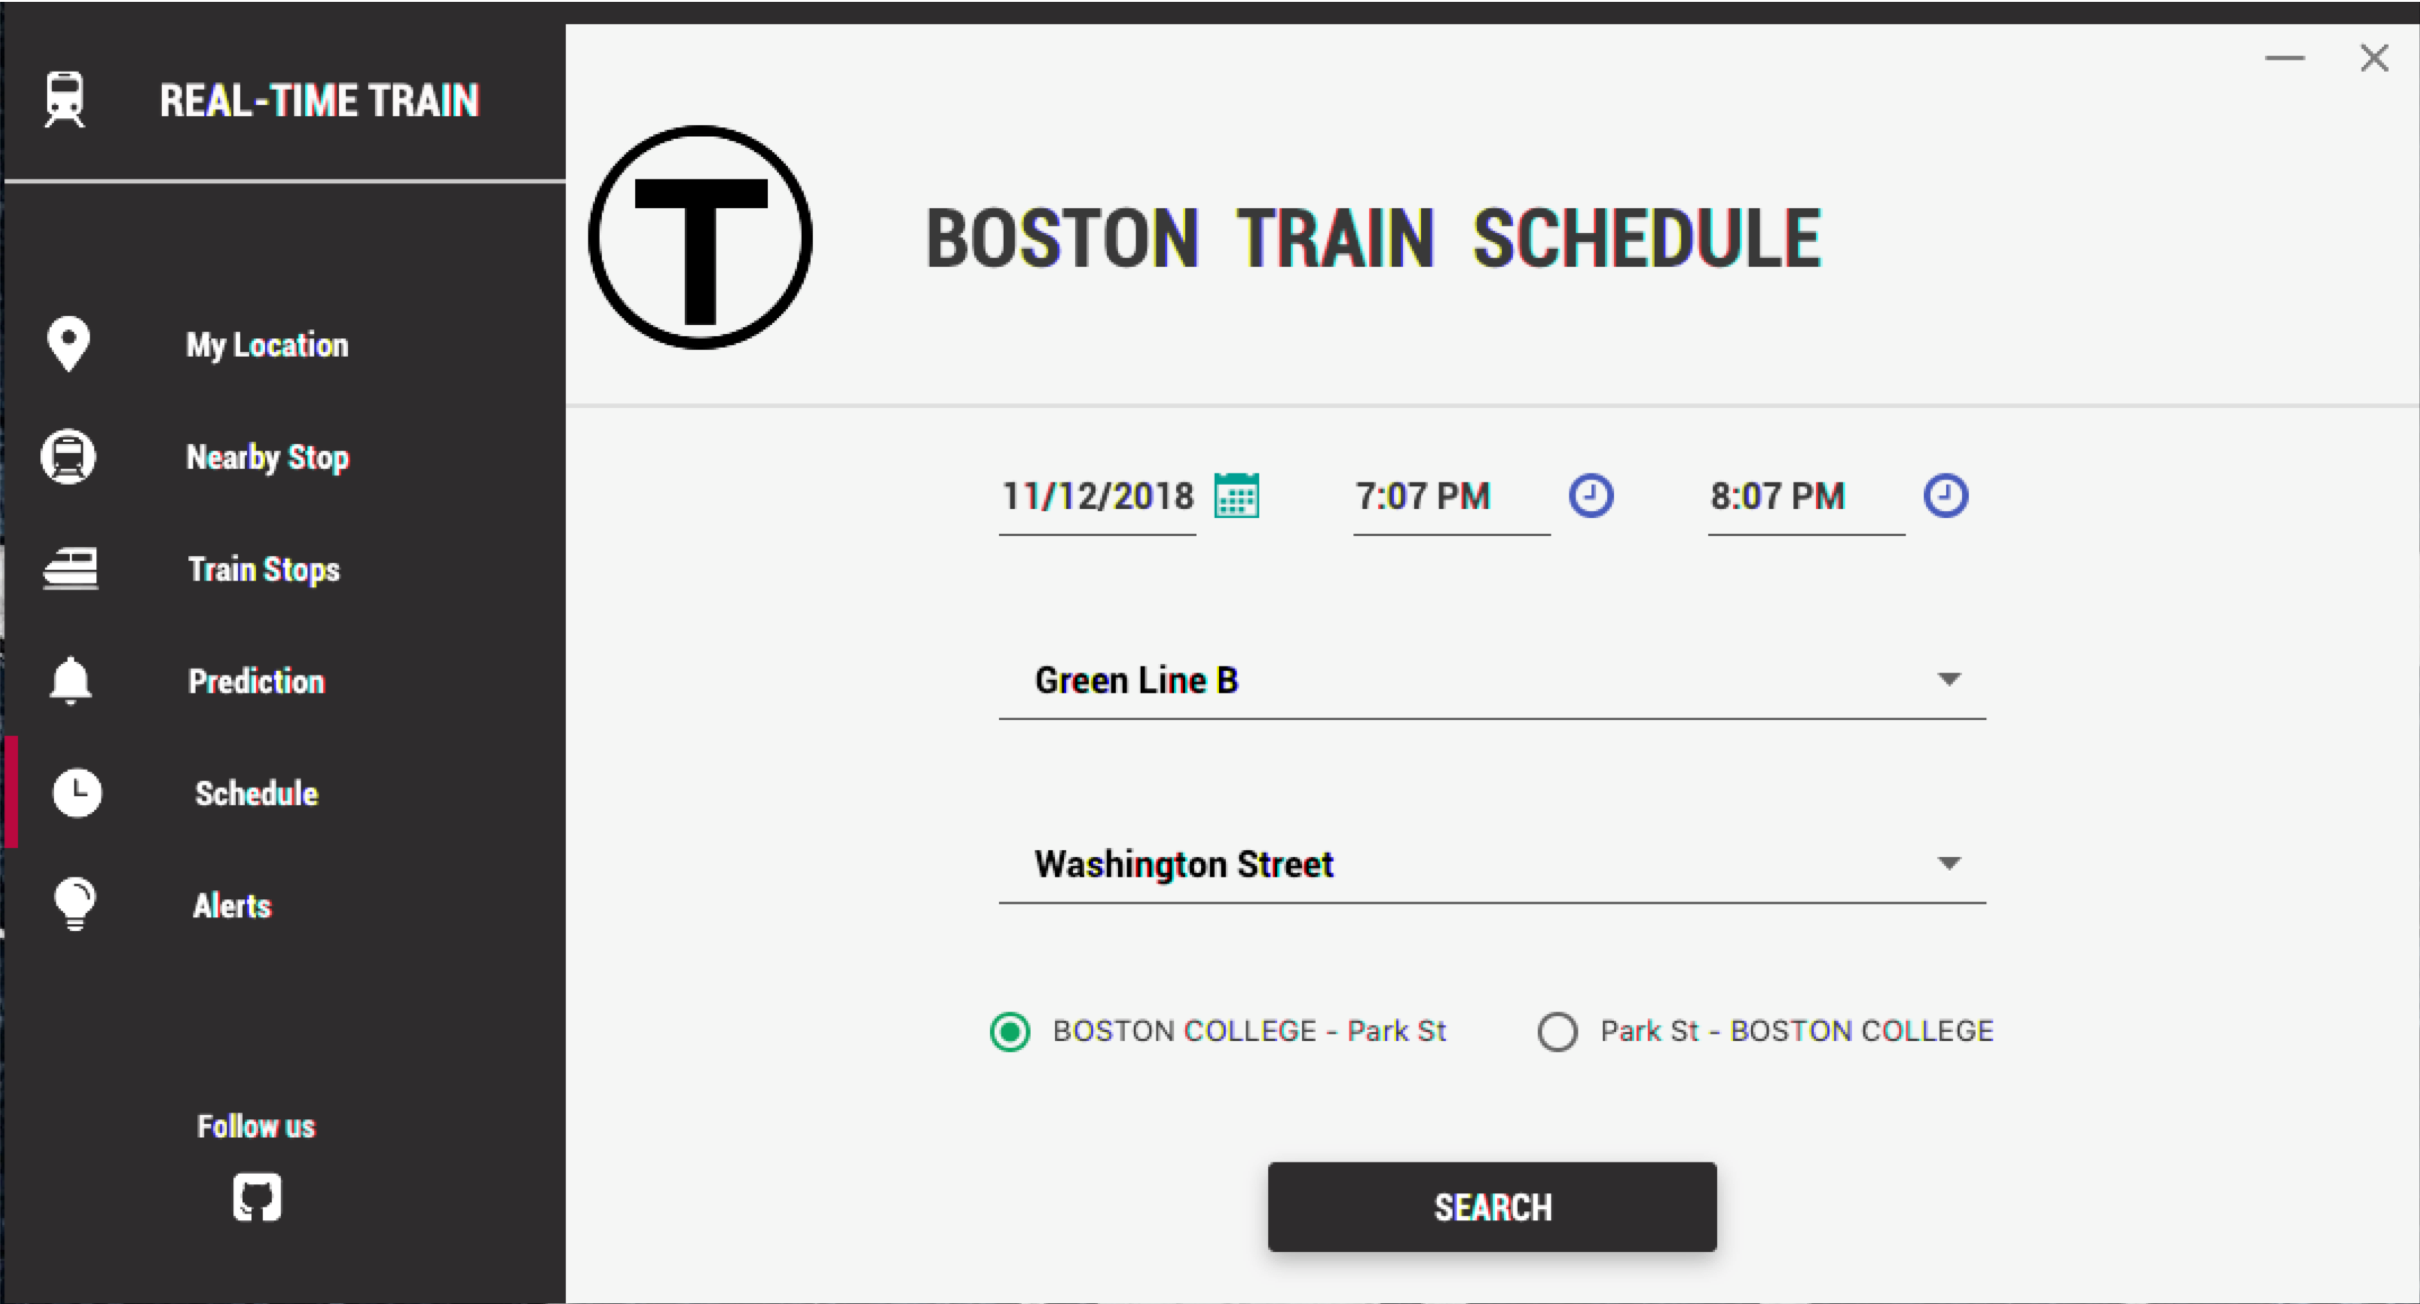 REAL-TIME TRAIN
My Location
Nearby Stop
Train Stops
Prediction
Schedule
Alerts
Follow us
T
BOSTON TRAIN SCHEDULE
11/12/2018 7:07 PM 8:07 PM
Green Line B
Washington Street
BOSTON COLLEGE - Park St Park St - BOSTON COLLEGE
SEARCH